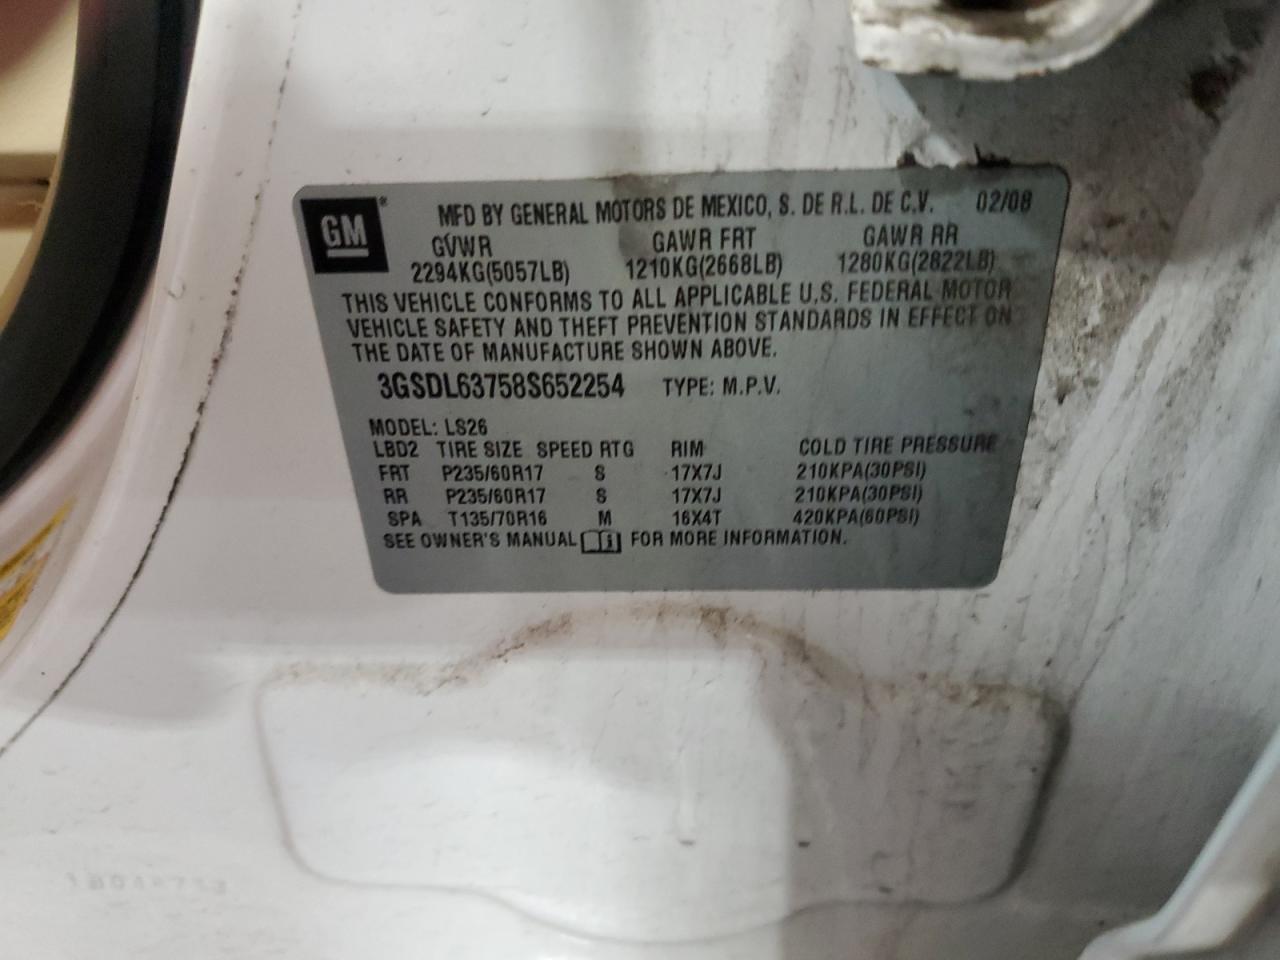 GM ® MFD BY GENERAL MOTORS DE MEXICO, S. DE R.L. DE C.V. 02/08
GVWR GAWR FRT GAWR RR
2294KG(5057LB) 1210KG(2668LB) 1280KG(2822LB)
THIS VEHICLE CONFORMS TO ALL APPLICABLE U.S. FEDERAL MOTOR
VEHICLE SAFETY AND THEFT PREVENTION STANDARDS IN EFFECT ON
THE DATE OF MANUFACTURE SHOWN ABOVE.
3GSDL63758S652254 TYPE: M.P.V.
MODEL: LS26
LBD2 TIRE SIZE SPEED RTG RIM COLD TIRE PRESSURE
FRT P235/60R17 S 17X7J 210KPA(30PSI)
RR P235/60R17 S 17X7J 210KPA(30PSI)
SPA T135/70R16 M 16X4T 420KPA(60PSI)
SEE OWNER'S MANUAL FOR MORE INFORMATION.